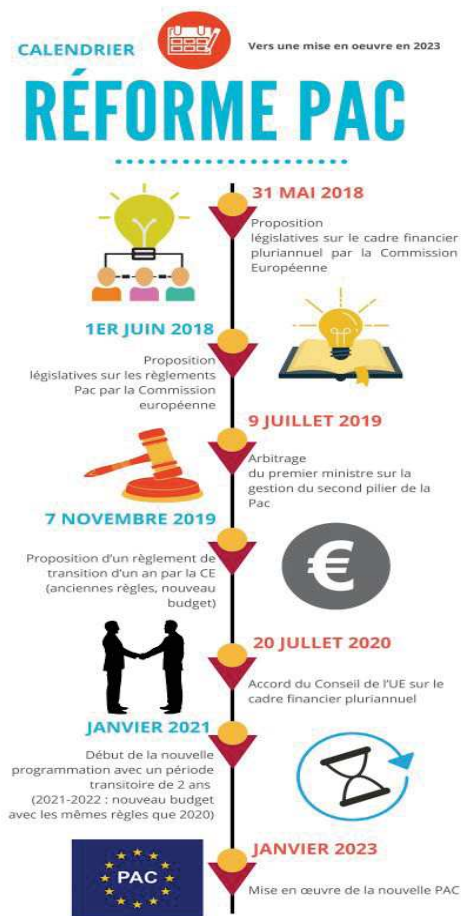 CALENDRIER
Vers une mise en oeuvre en 2023
RÉFORME PAC
31 MAI 2018
Proposition
législatives sur le cadre financier
pluriannuel par la Commission
Européenne
1ER JUIN 2018
Proposition
législatives sur les règlements
Pac par la Commission
européenne
9 JUILLET 2019
Arbitrage
du premier ministre sur la
gestion du second pilier de la
Pac
7 NOVEMBRE 2019
Proposition d'un règlement de
transition d'un an par la CE
(anciennes règles, nouveau
budget)
€
20 JULLET 2020
Accord du Conseil de l'UE sur le
cadre financier pluriannuel
JANVIER 2021
Début de la nouvelle
programmation avec un période
transitoire de 2 ans
(2021-2022 : nouveau budget
avec les mêmes règles que 2020)
PAC
JANVIER 2023
Mise en œuvre de la nouvelle PAC